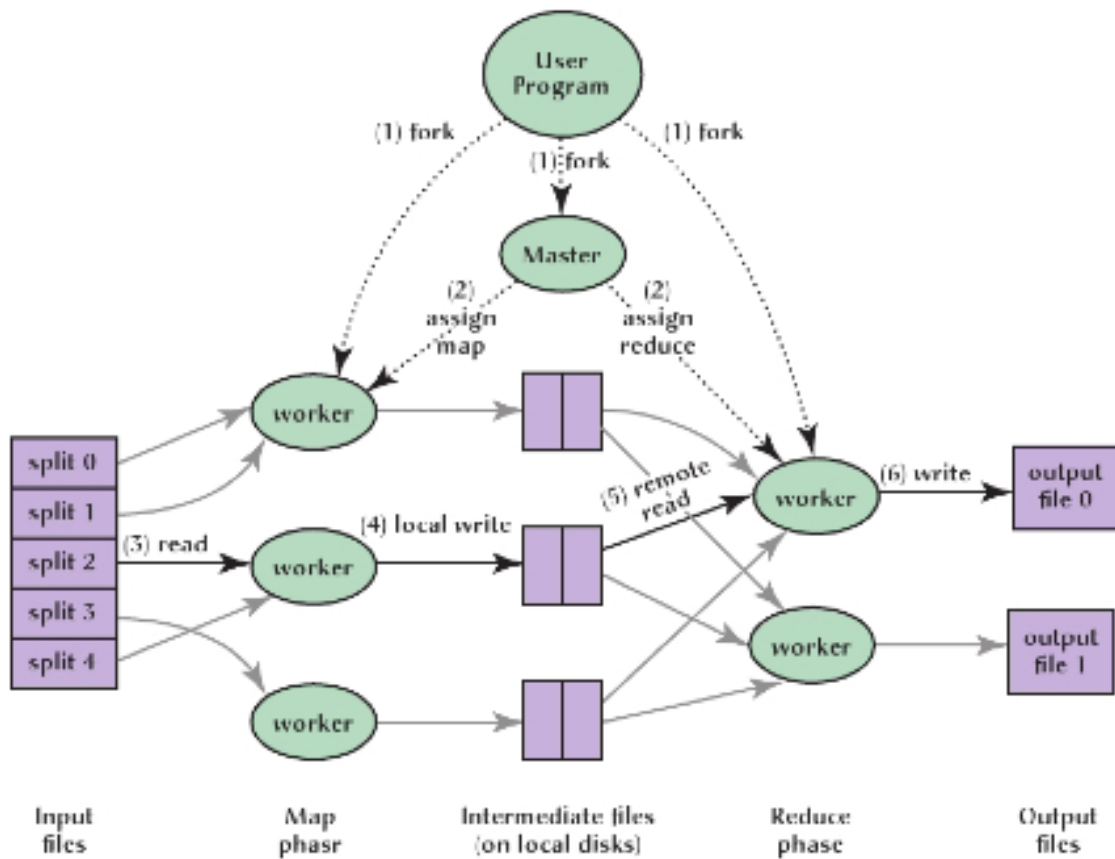 User
Program
(1) fork
(1) fork
(1) fork
Master
(2)
assign
map
(2)
assign
reduce
worker
split 0
split 1
split 2
split 3
split 4
(3) read
worker
(4) local write
worker
(5) remote
read
worker
(6) write
output
file 0
worker
output
file 1
Input
files
Map
phasr
Intermediate files
(on local disks)
Reduce
phase
Output
files